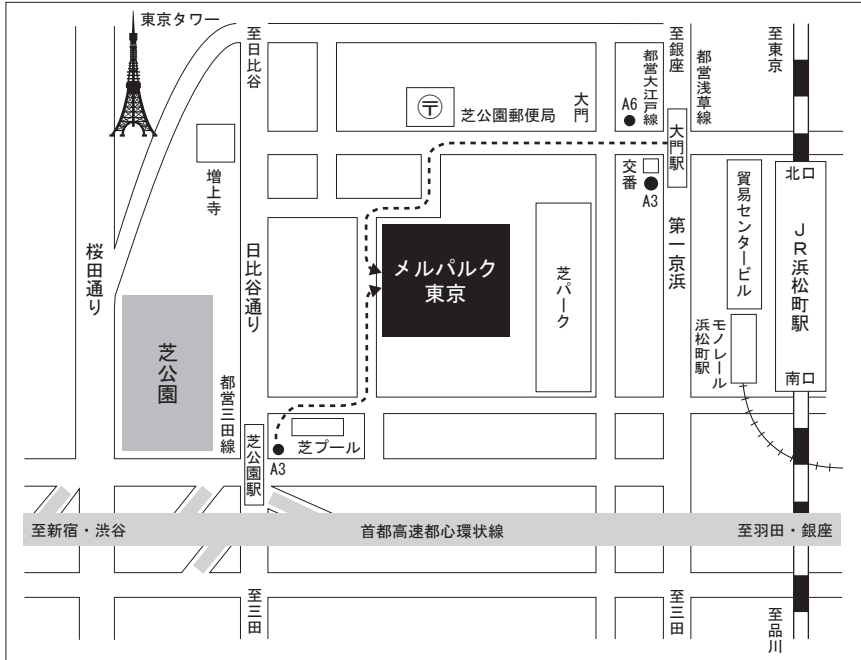 東京タワー
至日比谷
都営大江戸線
至銀座
都営浅草線
至東京
A6
大門
〒
芝公園郵便局
大門駅
交番
A3
北口
増上寺
貿易センタービル
JR浜松町駅
桜田通り
日比谷通り
メルパルク
東京
芝パーク
第一京浜
モノレール
浜松町駅
南口
芝公園
都営三田線
芝公園駅
芝プール
A3
至新宿・渋谷
首都高速都心環状線
至羽田・銀座
至三田
至三田
至品川